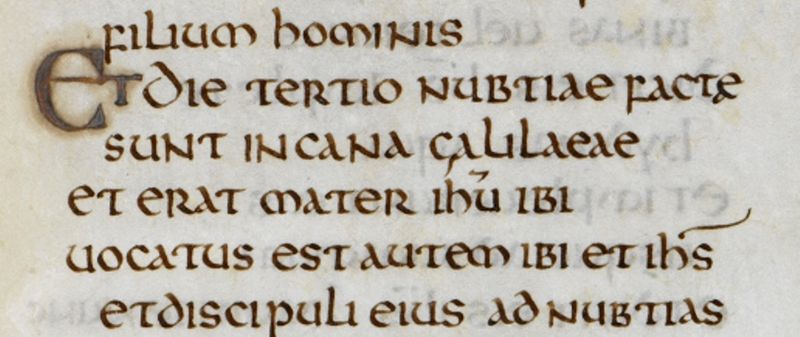 filium hominis
Et die tertio nubtiae factae
sunt in cana galilaeae
et erat mater ihu̅ ibi
uocatus est autem ibi et ihs̅
et discipuli eius ad nubtias